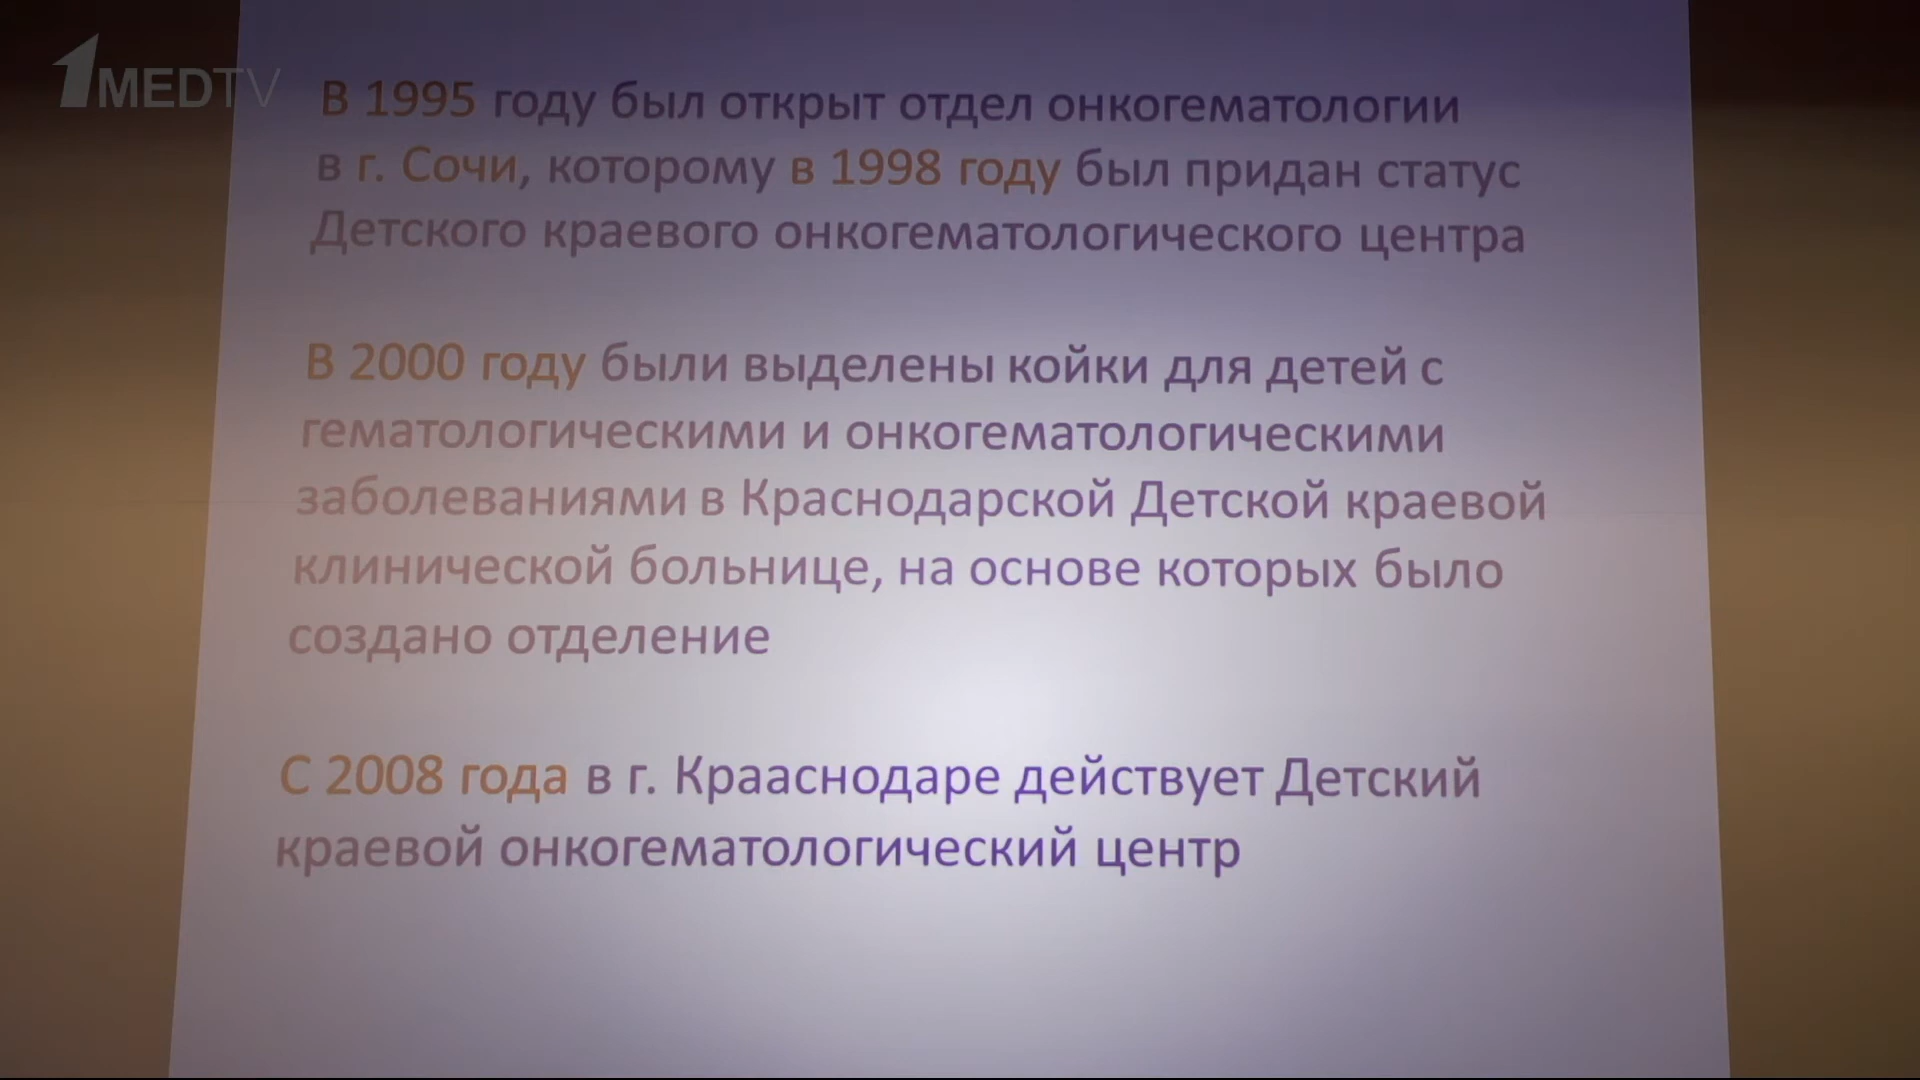 1MEDTV
В 1995 году был открыт отдел онкогематологии
в г. Сочи, которому в 1998 году был придан статус
Детского краевого онкогематологического центра
В 2000 году были выделены койки для детей с
гематологическими и онкогематологическими
заболеваниями в Краснодарской Детской краевой
клинической больнице, на основе которых было
создано отделение
С 2008 года в г. Крааснодаре действует Детский
краевой онкогематологический центр